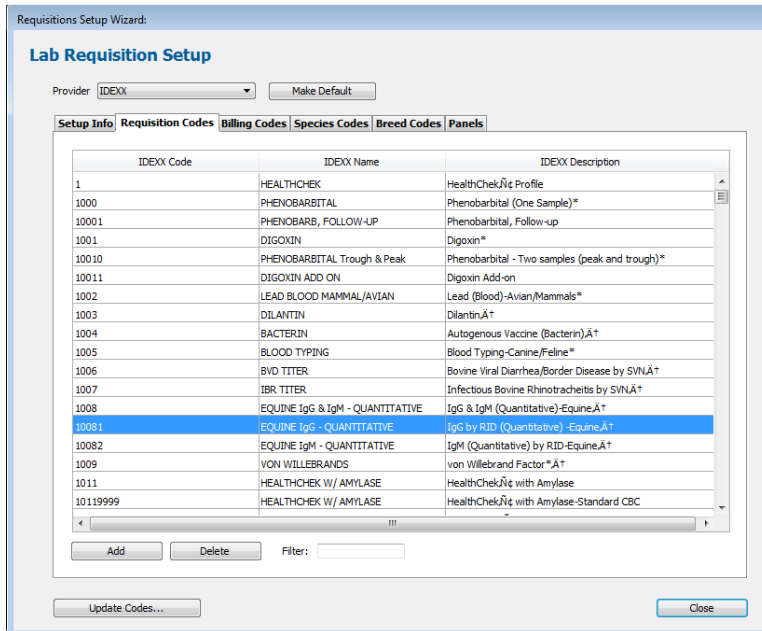 Requisitions Setup Wizard:
Lab Requisition Setup
Provider IDEXX Make Default
Setup Info Requisition Codes Billing Codes Species Codes Breed Codes Panels
IDEXX Code IDEXX Name IDEXX Description
1 HEALTHCHEK HealthChek‚Ñ¢ Profile
1000 PHENOBARBITAL Phenobarbital (One Sample)*
10001 PHENOBARB, FOLLOW-UP Phenobarbital, Follow-up
1001 DIGOXIN Digoxin*
10010 PHENOBARBITAL Trough & Peak Phenobarbital - Two samples (peak and trough)*
10011 DIGOXIN ADD ON Digoxin Add-on
1002 LEAD BLOOD MAMMAL/AVIAN Lead (Blood)-Avian/Mammals*
1003 DILANTIN Dilantin‚Ä†
1004 BACTERIN Autogenous Vaccine (Bacterin)‚Ä†
1005 BLOOD TYPING Blood Typing-Canine/Feline*
1006 BVD TITER Bovine Viral Diarrhea/Border Disease by SVN‚Ä†
1007 IBR TITER Infectious Bovine Rhinotracheitis by SVN‚Ä†
1008 EQUINE IgG & IgM - QUANTITATIVE IgG & IgM (Quantitative)-Equine‚Ä†
10081 EQUINE IgG - QUANTITATIVE IgG by RID (Quantitative) -Equine‚Ä†
10082 EQUINE IgM - QUANTITATIVE IgM (Quantitative) by RID-Equine‚Ä†
1009 VON WILLEBRANDS von Willebrand Factor*‚Ä†
1011 HEALTHCHEK W/ AMYLASE HealthChek‚Ñ¢ with Amylase
10119999 HEALTHCHEK W/ AMYLASE HealthChek‚Ñ¢ with Amylase-Standard CBC
Add Delete Filter:
Update Codes... Close